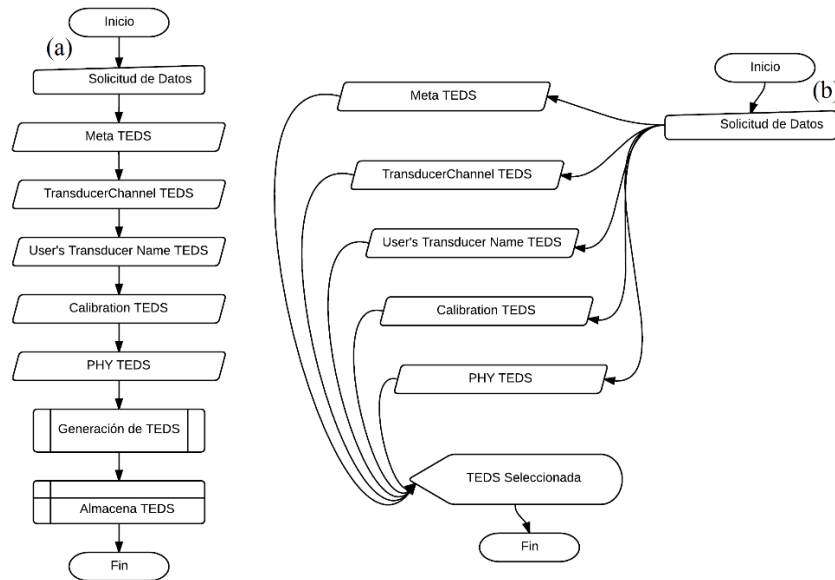 Inicio
(a)
Solicitud de Datos
Meta TEDS
TransducerChannel TEDS
User's Transducer Name TEDS
Calibration TEDS
PHY TEDS
Generación de TEDS
Almacena TEDS
Fin
Inicio
(b)
Solicitud de Datos
Meta TEDS
TransducerChannel TEDS
User's Transducer Name TEDS
Calibration TEDS
PHY TEDS
TEDS Seleccionada
Fin